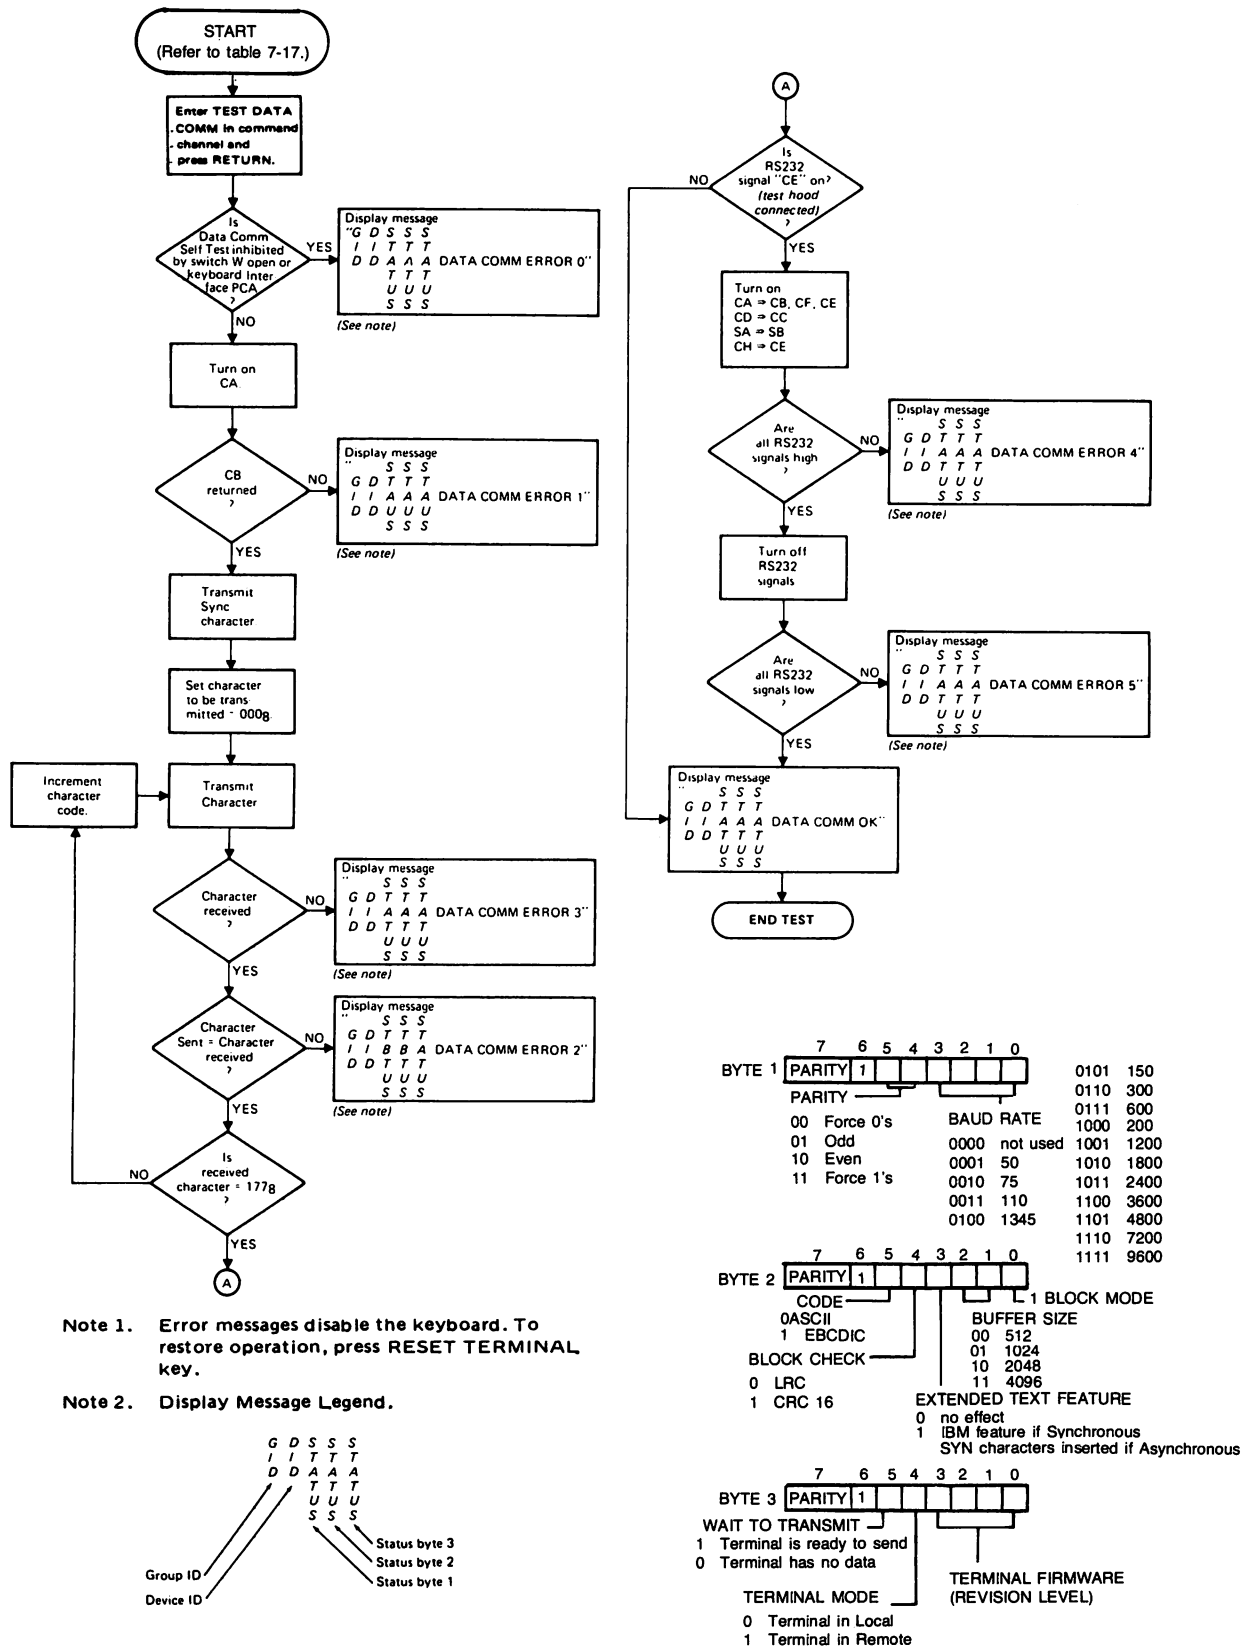 START
(Refer to table 7-17.)
Enter TEST DATA
COMM in command
channel and
press RETURN.
Is
Data Comm
Self Test inhibited
by switch W open or
keyboard Inter
face PCA
?
YES
NO
Display message
"G D S S S
I I T T T
D D A A A DATA COMM ERROR 0"
T T T
U U U
S S S
(See note)
Turn on
CA.
CB
returned
?
NO
YES
Display message
" S S S
G D T T T
I I A A A DATA COMM ERROR 1"
D D U U U
S S S
(See note)
Transmit
Sync
character
Set character
to be trans
mitted = 0008.
Increment
character
code.
Transmit
Character
Character
received
?
NO
YES
Display message
" S S S
G D T T T
I I A A A DATA COMM ERROR 3"
D D T T T
U U U
S S S
(See note)
Character
Sent = Character
received
?
NO
YES
Display message
" S S S
G D T T T
I I B B A DATA COMM ERROR 2"
D D T T T
U U U
S S S
(See note)
Is
received
character = 1778
?
NO
YES
A
A
Is
RS232
signal "CE" on?
(test hood
connected)
?
NO
YES
Turn on
CA ⇒ CB, CF, CE
CD ⇒ CC
SA ⇒ SB
CH ⇒ CE
Are
all RS232
signals high
?
NO
YES
Display message
" S S S
G D T T T
I I A A A DATA COMM ERROR 4"
D D T T T
U U U
S S S
(See note)
Turn off
RS232
signals
Are
all RS232
signals low
?
NO
YES
Display message
" S S S
G D T T T
I I A A A DATA COMM ERROR 5"
D D T T T
U U U
S S S
(See note)
Display message
" S S S
G D T T T
I I A A A DATA COMM OK"
D D T T T
U U U
S S S
END TEST
Note 1. Error messages disable the keyboard. To
restore operation, press RESET TERMINAL
key.
Note 2. Display Message Legend.
G D S S S
I I T T T
D D A A A
T T T
U U U
S S S
Status byte 3
Status byte 2
Status byte 1
Group ID
Device ID
7 6 5 4 3 2 1 0
BYTE 1 PARITY 1
PARITY
00 Force 0's
01 Odd
10 Even
11 Force 1's
BAUD RATE
0000 not used
0001 50
0010 75
0011 110
0100 1345
0101 150
0110 300
0111 600
1000 200
1001 1200
1010 1800
1011 2400
1100 3600
1101 4800
1110 7200
1111 9600
7 6 5 4 3 2 1 0
BYTE 2 PARITY 1
CODE
0ASCII
1 EBCDIC
BLOCK CHECK
0 LRC
1 CRC 16
1 BLOCK MODE
BUFFER SIZE
00 512
01 1024
10 2048
11 4096
EXTENDED TEXT FEATURE
0 no effect
1 IBM feature if Synchronous
SYN characters inserted if Asynchronous
7 6 5 4 3 2 1 0
BYTE 3 PARITY 1
WAIT TO TRANSMIT
1 Terminal is ready to send
0 Terminal has no data
TERMINAL MODE
0 Terminal in Local
1 Terminal in Remote
TERMINAL FIRMWARE
(REVISION LEVEL)